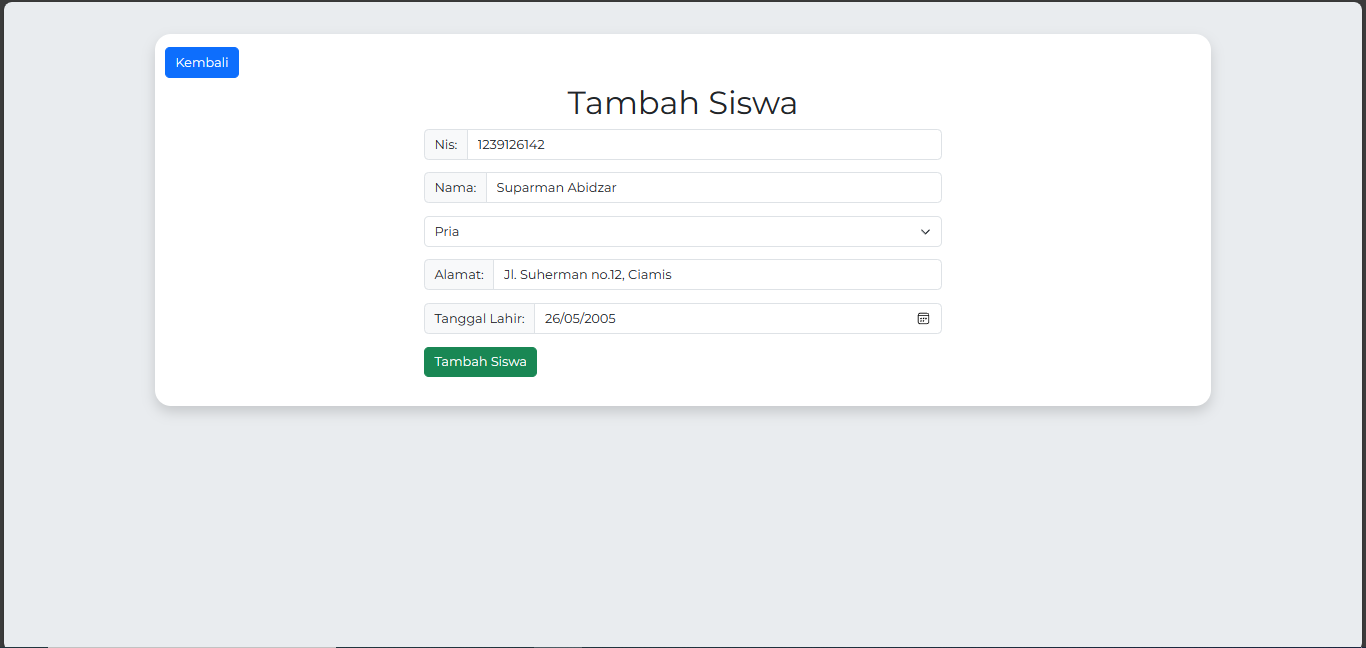 Kembali
Tambah Siswa
Nis: 1239126142
Nama: Suparman Abidzar
Pria
Alamat: Jl. Suherman no.12, Ciamis
Tanggal Lahir: 26/05/2005
Tambah Siswa